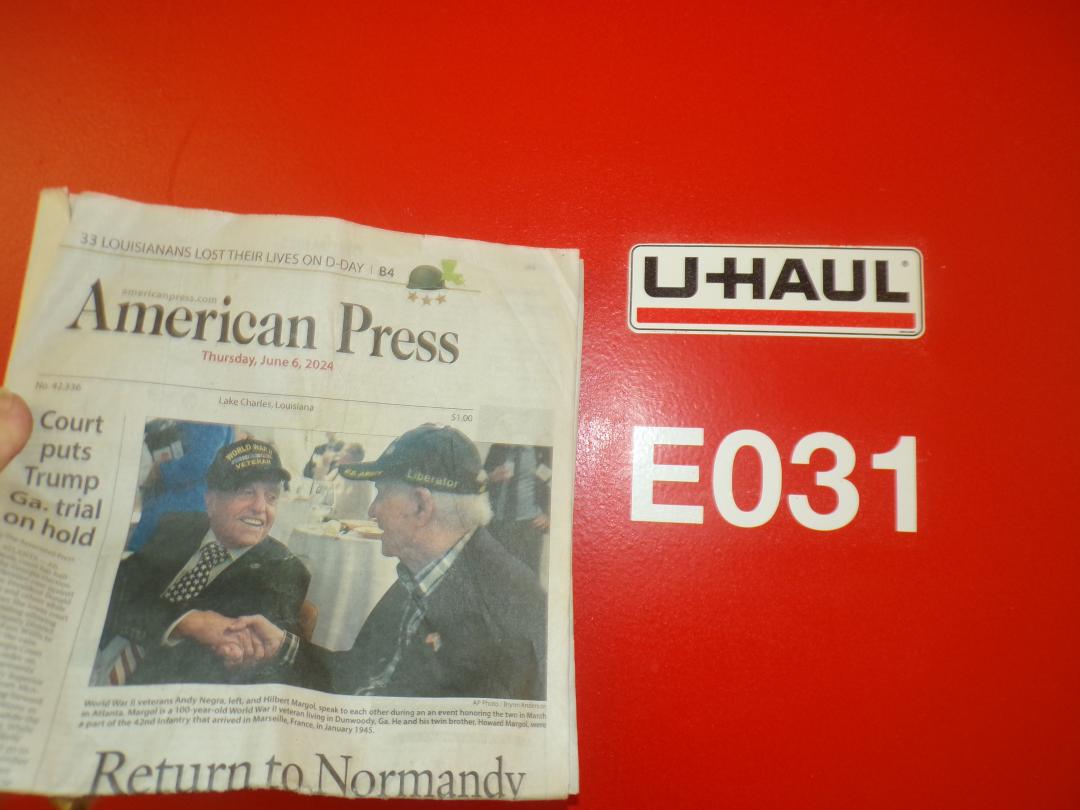 33 LOUISIANANS LOST THEIR LIVES ON D-DAY | B4
americanpress.com
American Press
Thursday, June 6, 2024
No. 42,336
Lake Charles, Louisiana
$1.00
Court
puts
Trump
Ga. trial
on hold
WORLD WAR II
VETERAN
Liberator
AP Photo / Brynn Anderson
World War II veterans Andy Negra, left, and Hilbert Margol, speak to each other during an an event honoring the two in March
in Atlanta. Margol is a 100-year-old World War II veteran living in Dunwoody, Ga. He and his twin brother, Howard Margol, were
a part of the 42nd Infantry that arrived in Marseille, France, in January 1945.
Return to Normandy
U-HAUL
E031